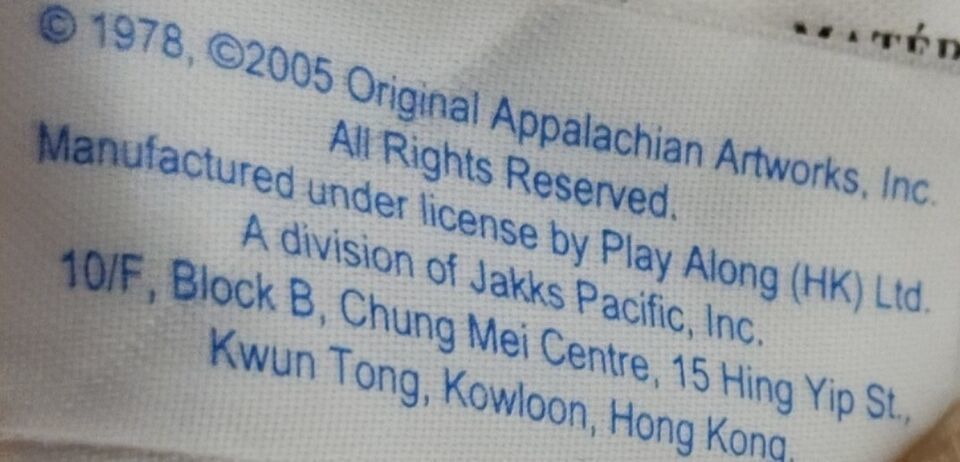 © 1978, ©2005 Original Appalachian Artworks, Inc.
All Rights Reserved.
Manufactured under license by Play Along (HK) Ltd.
A division of Jakks Pacific, Inc.
10/F, Block B, Chung Mei Centre, 15 Hing Yip St.,
Kwun Tong, Kowloon, Hong Kong.